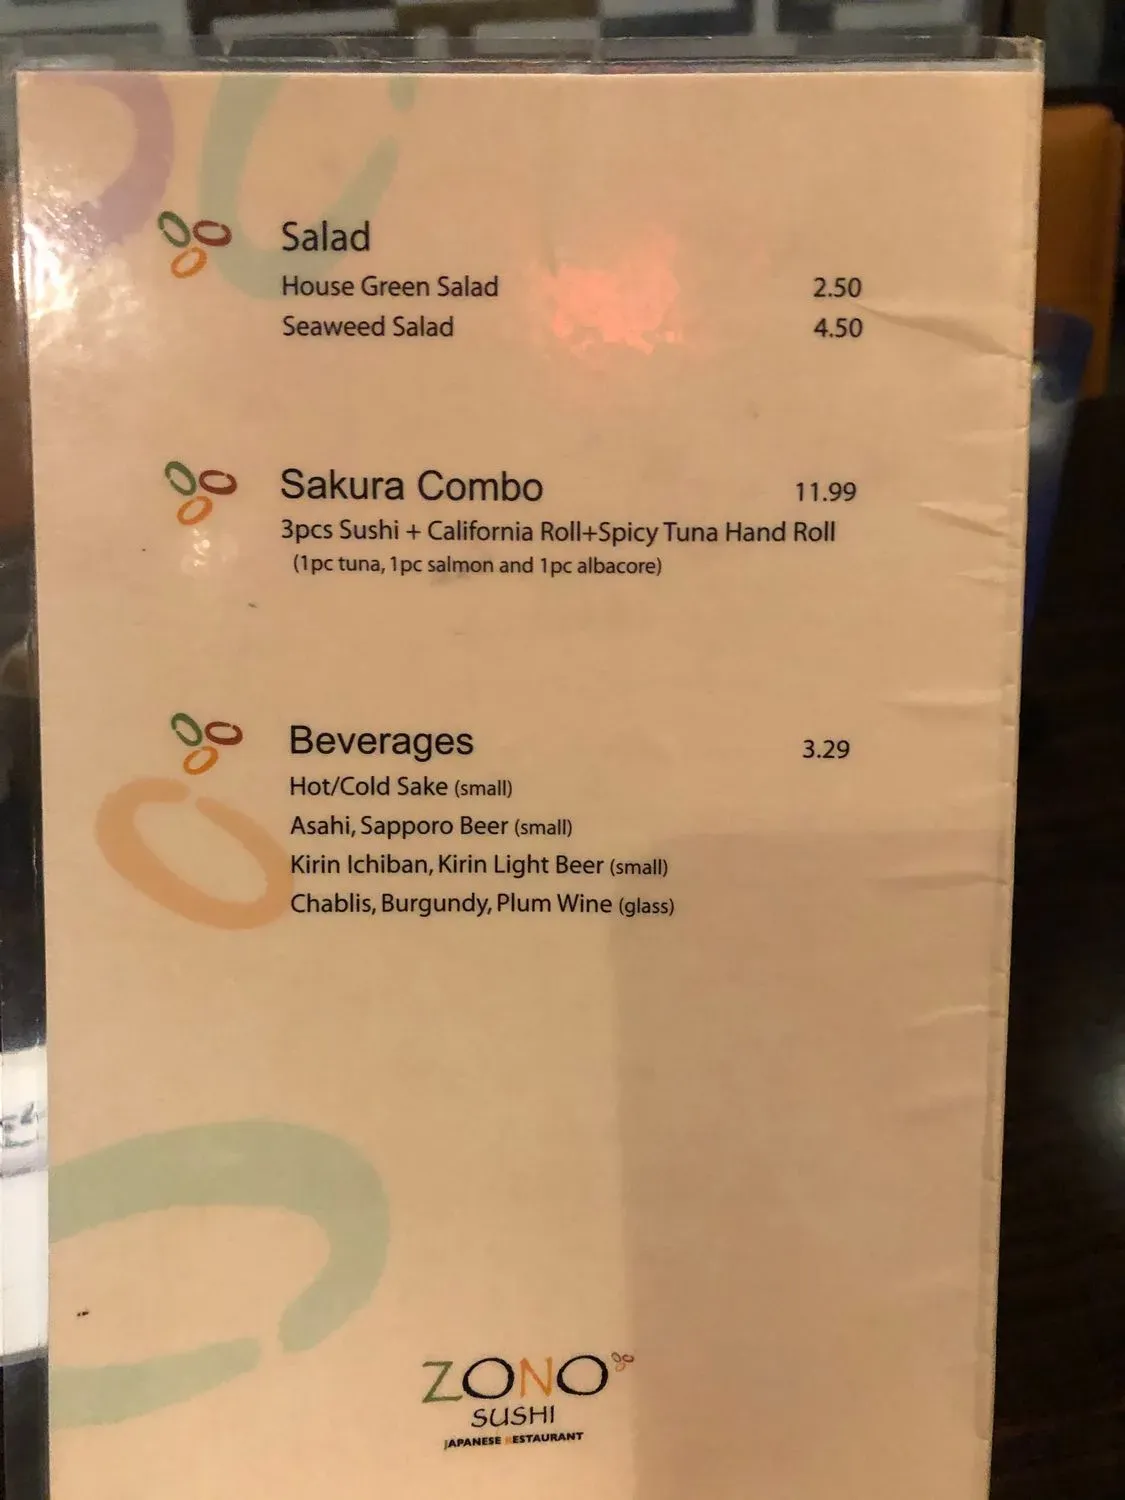 Salad
House Green Salad 2.50
Seaweed Salad 4.50
Sakura Combo 11.99
3pcs Sushi + California Roll+Spicy Tuna Hand Roll
(1pc tuna, 1pc salmon and 1pc albacore)
Beverages 3.29
Hot/Cold Sake (small)
Asahi, Sapporo Beer (small)
Kirin Ichiban, Kirin Light Beer (small)
Chablis, Burgundy, Plum Wine (glass)
ZONO
SUSHI
JAPANESE RESTAURANT